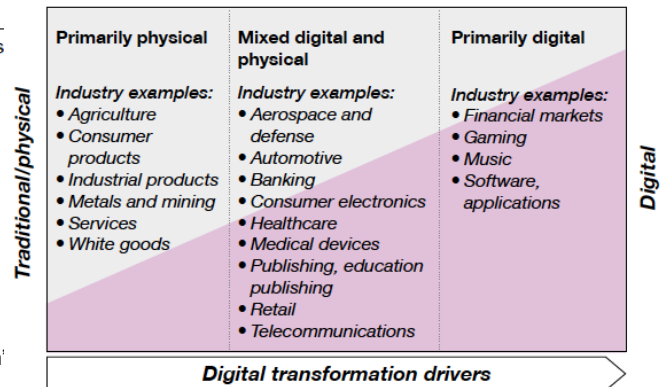 s
Primarily physical
Industry examples:
• Agriculture
• Consumer
products
• Industrial products
• Metals and mining
• Services
• White goods
Mixed digital and
physical
Industry examples:
• Aerospace and
defense
• Automotive
• Banking
• Consumer electronics
• Healthcare
• Medical devices
• Publishing, education
publishing
• Retail
• Telecommunications
Primarily digital
Industry examples:
• Financial markets
• Gaming
• Music
• Software,
applications
Traditional/physical
Digital
Digital transformation drivers